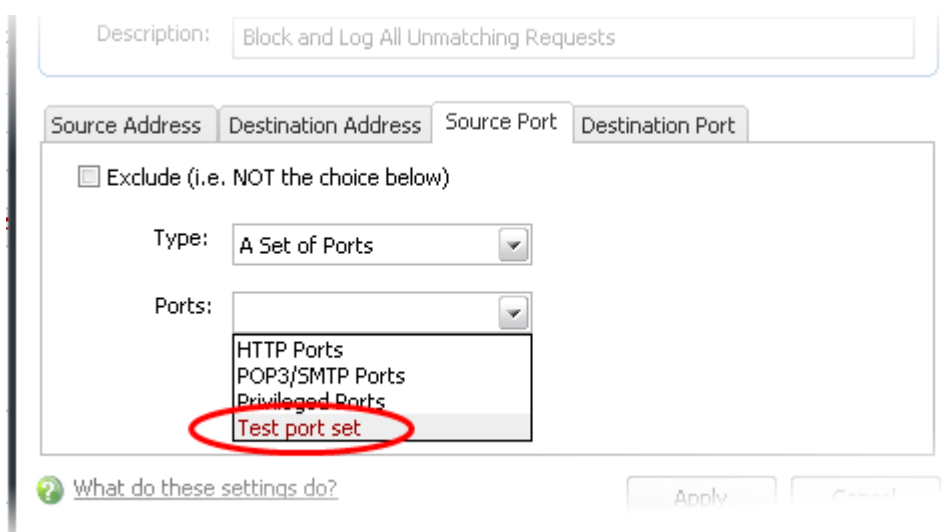 Description: Block and Log All Unmatching Requests
Source Address Destination Address Source Port Destination Port
Exclude (i.e. NOT the choice below)
Type: A Set of Ports
Ports:
HTTP Ports
POP3/SMTP Ports
Privileged Ports
Test port set
What do these settings do? Apply Cancel